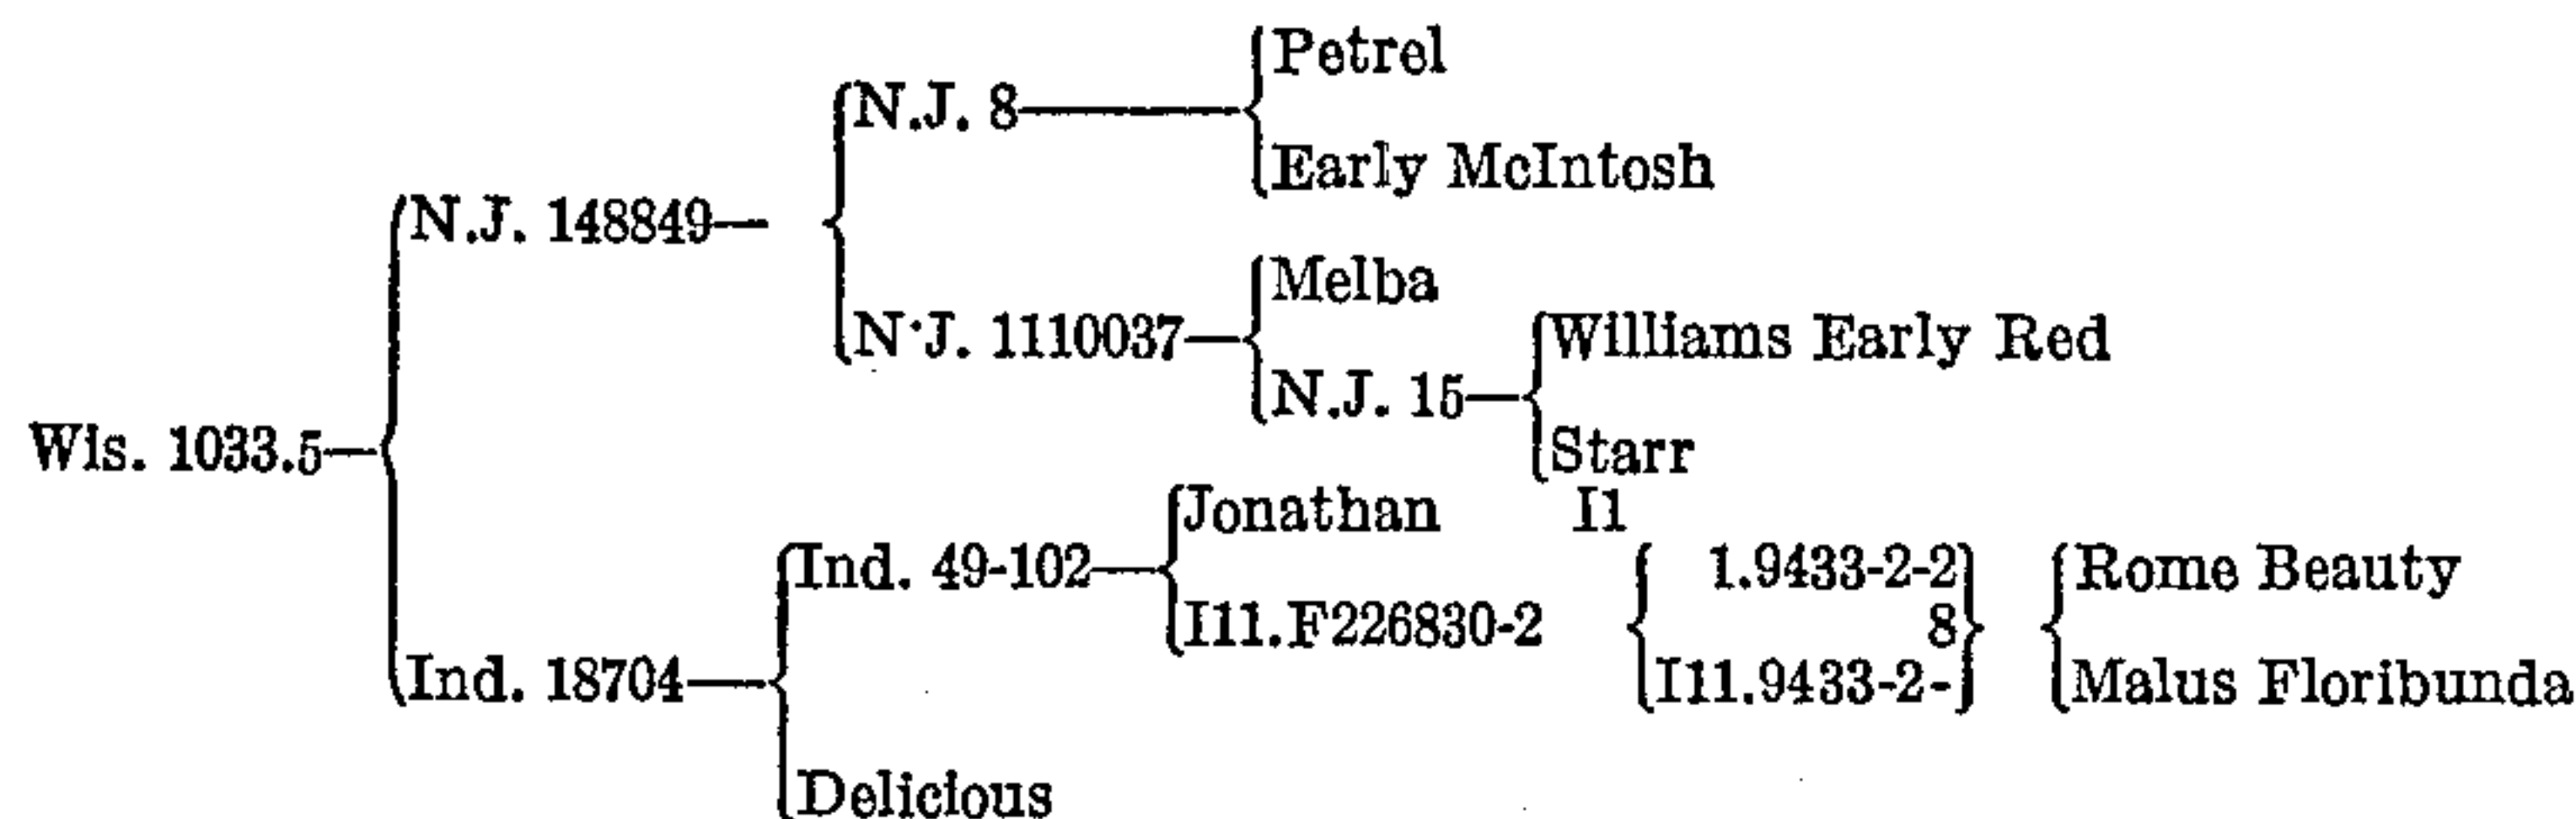 Petrel
N.J. 8
Early McIntosh
N.J. 148849
Melba
N·J. 1110037
Williams Early Red
N.J. 15
Wis. 1033.5
Starr
Jonathan I1
Ind. 49-102 1.9433-2-2 Rome Beauty
I11.F226830-2 8
Ind. 18704 I11.9433-2- Malus Floribunda
Delicious